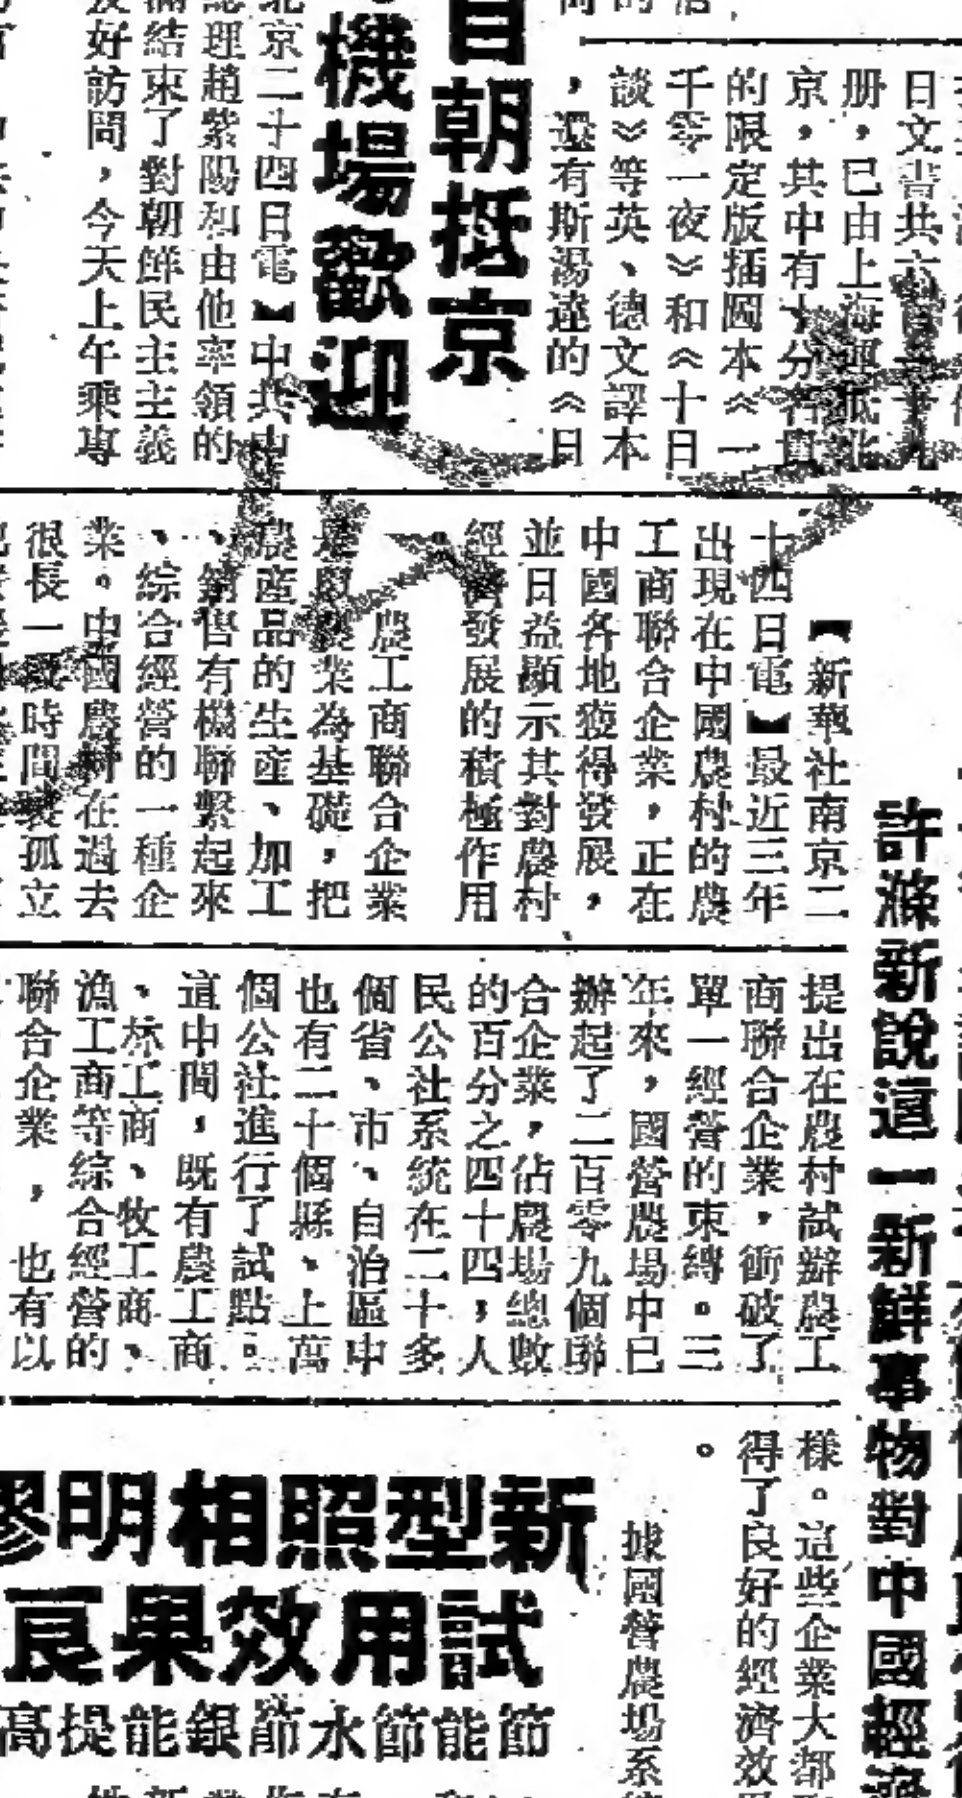 日文書共六
册，已由上海運抵北
京，其中有十分名貴
的限定版插圖本《一
千零一夜》和《十日
談》等英、德文譯本
，還有斯湯達的《日
日朝抵京
機場歡迎
北京二十四日電】中共中
總理趙紫陽和由他率領的
滿結束了對朝鮮民主主義
友好訪問，今天上午乘專
許滌新說這一新鮮事物對中國經濟
【新華社南京二
十四日電】最近三年
出現在中國農村的農
工商聯合企業，正在
中國各地獲得發展，
並日益顯示其對農村
經濟發展的積極作用
。
農工商聯合企業
是以農業為基礎，把
農産品的生産、加工
、銷售有機聯繫起來
、綜合經營的一種企
業。中國農村在過去
很長一段時間裏孤立
提出在農村試辦農工
商聯合企業，衝破了
單一經營的束縛。三
年來，國營農場中已
辦起了二百零九個聯
合企業，佔農場總數
的百分之四十四，人
民公社系統在二十多
個省、市、自治區中
也有二十個縣、上萬
個公社進行了試點。
這中間，既有農工商
、林工商、牧工商、
漁工商等綜合經營的
聯合企業，也有以
樣。這些企業大都
得了良好的經濟效
。
據國營農場系
新型照相明膠
試用效果良
節能節水節銀能提高